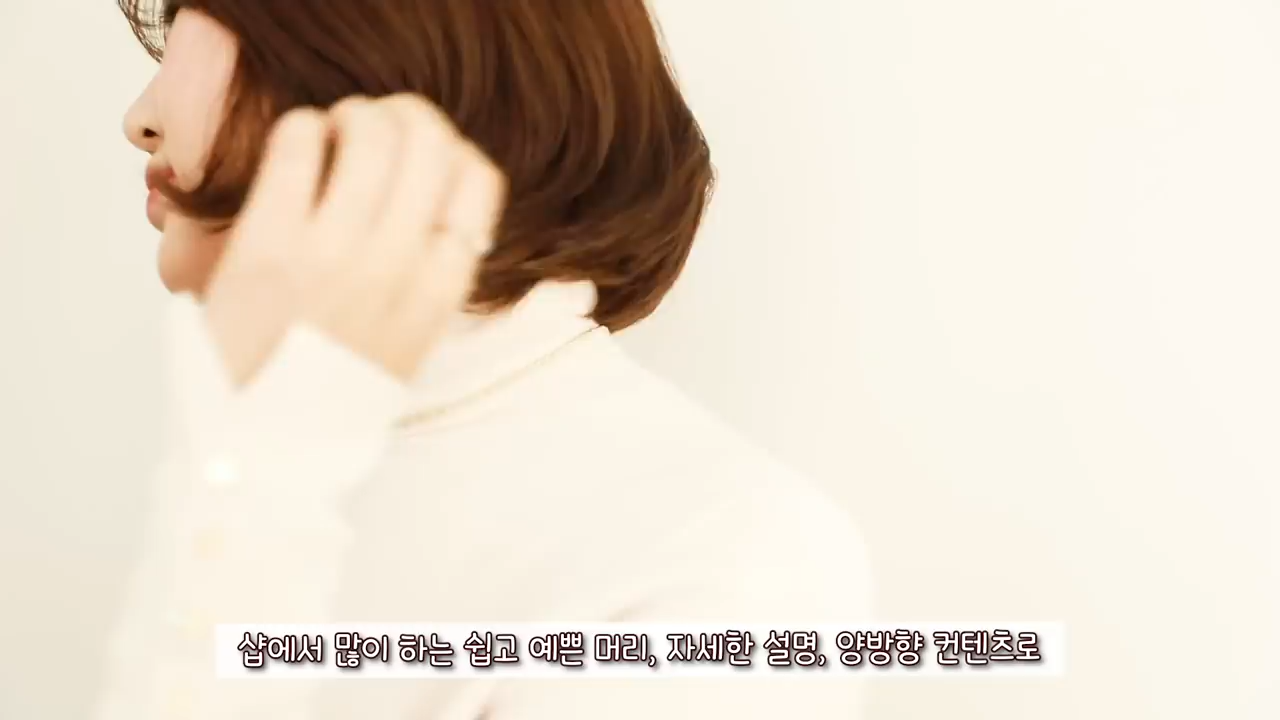 샵에서 많이 하는 쉽고 예쁜 머리, 자세한 설명, 양방향 컨텐츠로